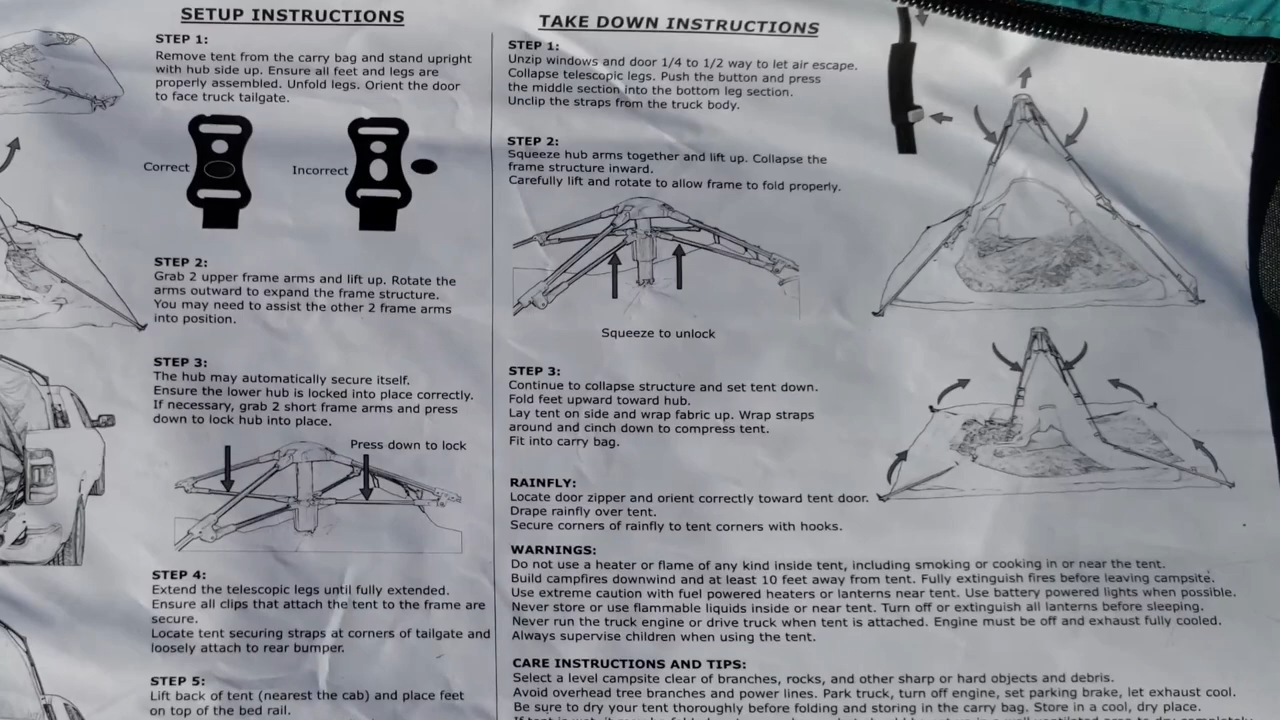 SETUP INSTRUCTIONS
STEP 1:
Remove tent from the carry bag and stand upright
with hub side up. Ensure all feet and legs are
properly assembled. Unfold legs. Orient the door
to face truck tailgate.
Correct
Incorrect
STEP 2:
Grab 2 upper frame arms and lift up. Rotate the
arms outward to expand the frame structure.
You may need to assist the other 2 frame arms
into position.
STEP 3:
The hub may automatically secure itself.
Ensure the lower hub is locked into place correctly.
If necessary, grab 2 short frame arms and press
down to lock hub into place.
Press down to lock
STEP 4:
Extend the telescopic legs until fully extended.
Ensure all clips that attach the tent to the frame are
secure.
Locate tent securing straps at corners of tailgate and
loosely attach to rear bumper.
STEP 5:
Lift back of tent (nearest the cab) and place feet
on top of the bed rail.
TAKE DOWN INSTRUCTIONS
STEP 1:
Unzip windows and door 1/4 to 1/2 way to let air escape.
Collapse telescopic legs. Push the button and press
the middle section into the bottom leg section.
Unclip the straps from the truck body.
STEP 2:
Squeeze hub arms together and lift up. Collapse the
frame structure inward.
Carefully lift and rotate to allow frame to fold properly.
Squeeze to unlock
STEP 3:
Continue to collapse structure and set tent down.
Fold feet upward toward hub.
Lay tent on side and wrap fabric up. Wrap straps
around and cinch down to compress tent.
Fit into carry bag.
RAINFLY:
Locate door zipper and orient correctly toward tent door.
Drape rainfly over tent.
Secure corners of rainfly to tent corners with hooks.
WARNINGS:
Do not use a heater or flame of any kind inside tent, including smoking or cooking in or near the tent.
Build campfires downwind and at least 10 feet away from tent. Fully extinguish fires before leaving campsite.
Use extreme caution with fuel powered heaters or lanterns near tent. Use battery powered lights when possible.
Never store or use flammable liquids inside or near tent. Turn off or extinguish all lanterns before sleeping.
Never run the truck engine or drive truck when tent is attached. Engine must be off and exhaust fully cooled.
Always supervise children when using the tent.
CARE INSTRUCTIONS AND TIPS:
Select a level campsite clear of branches, rocks, and other sharp or hard objects and debris.
Avoid overhead tree branches and power lines. Park truck, turn off engine, set parking brake, let exhaust cool.
Be sure to dry your tent thoroughly before folding and storing in the carry bag. Store in a cool, dry place.